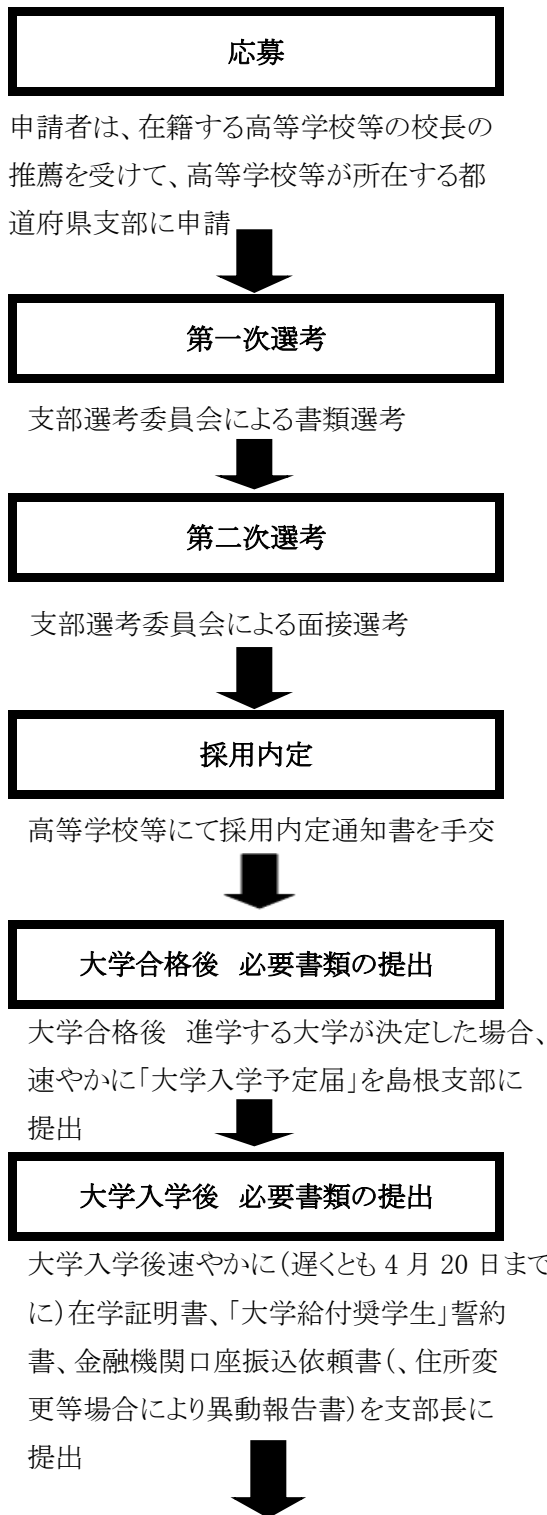 応募
申請者は、在籍する高等学校等の校長の
推薦を受けて、高等学校等が所在する都
道府県支部に申請
第一次選考
支部選考委員会による書類選考
第二次選考
支部選考委員会による面接選考
採用内定
高等学校等にて採用内定通知書を手交
大学合格後 必要書類の提出
大学合格後 進学する大学が決定した場合、
速やかに「大学入学予定届」を島根支部に
提出
大学入学後 必要書類の提出
大学入学後速やかに(遅くとも 4 月 20 日まで
に)在学証明書、「大学給付奨学生」誓約
書、金融機関口座振込依頼書(、住所変
更等場合により異動報告書)を支部長に
提出